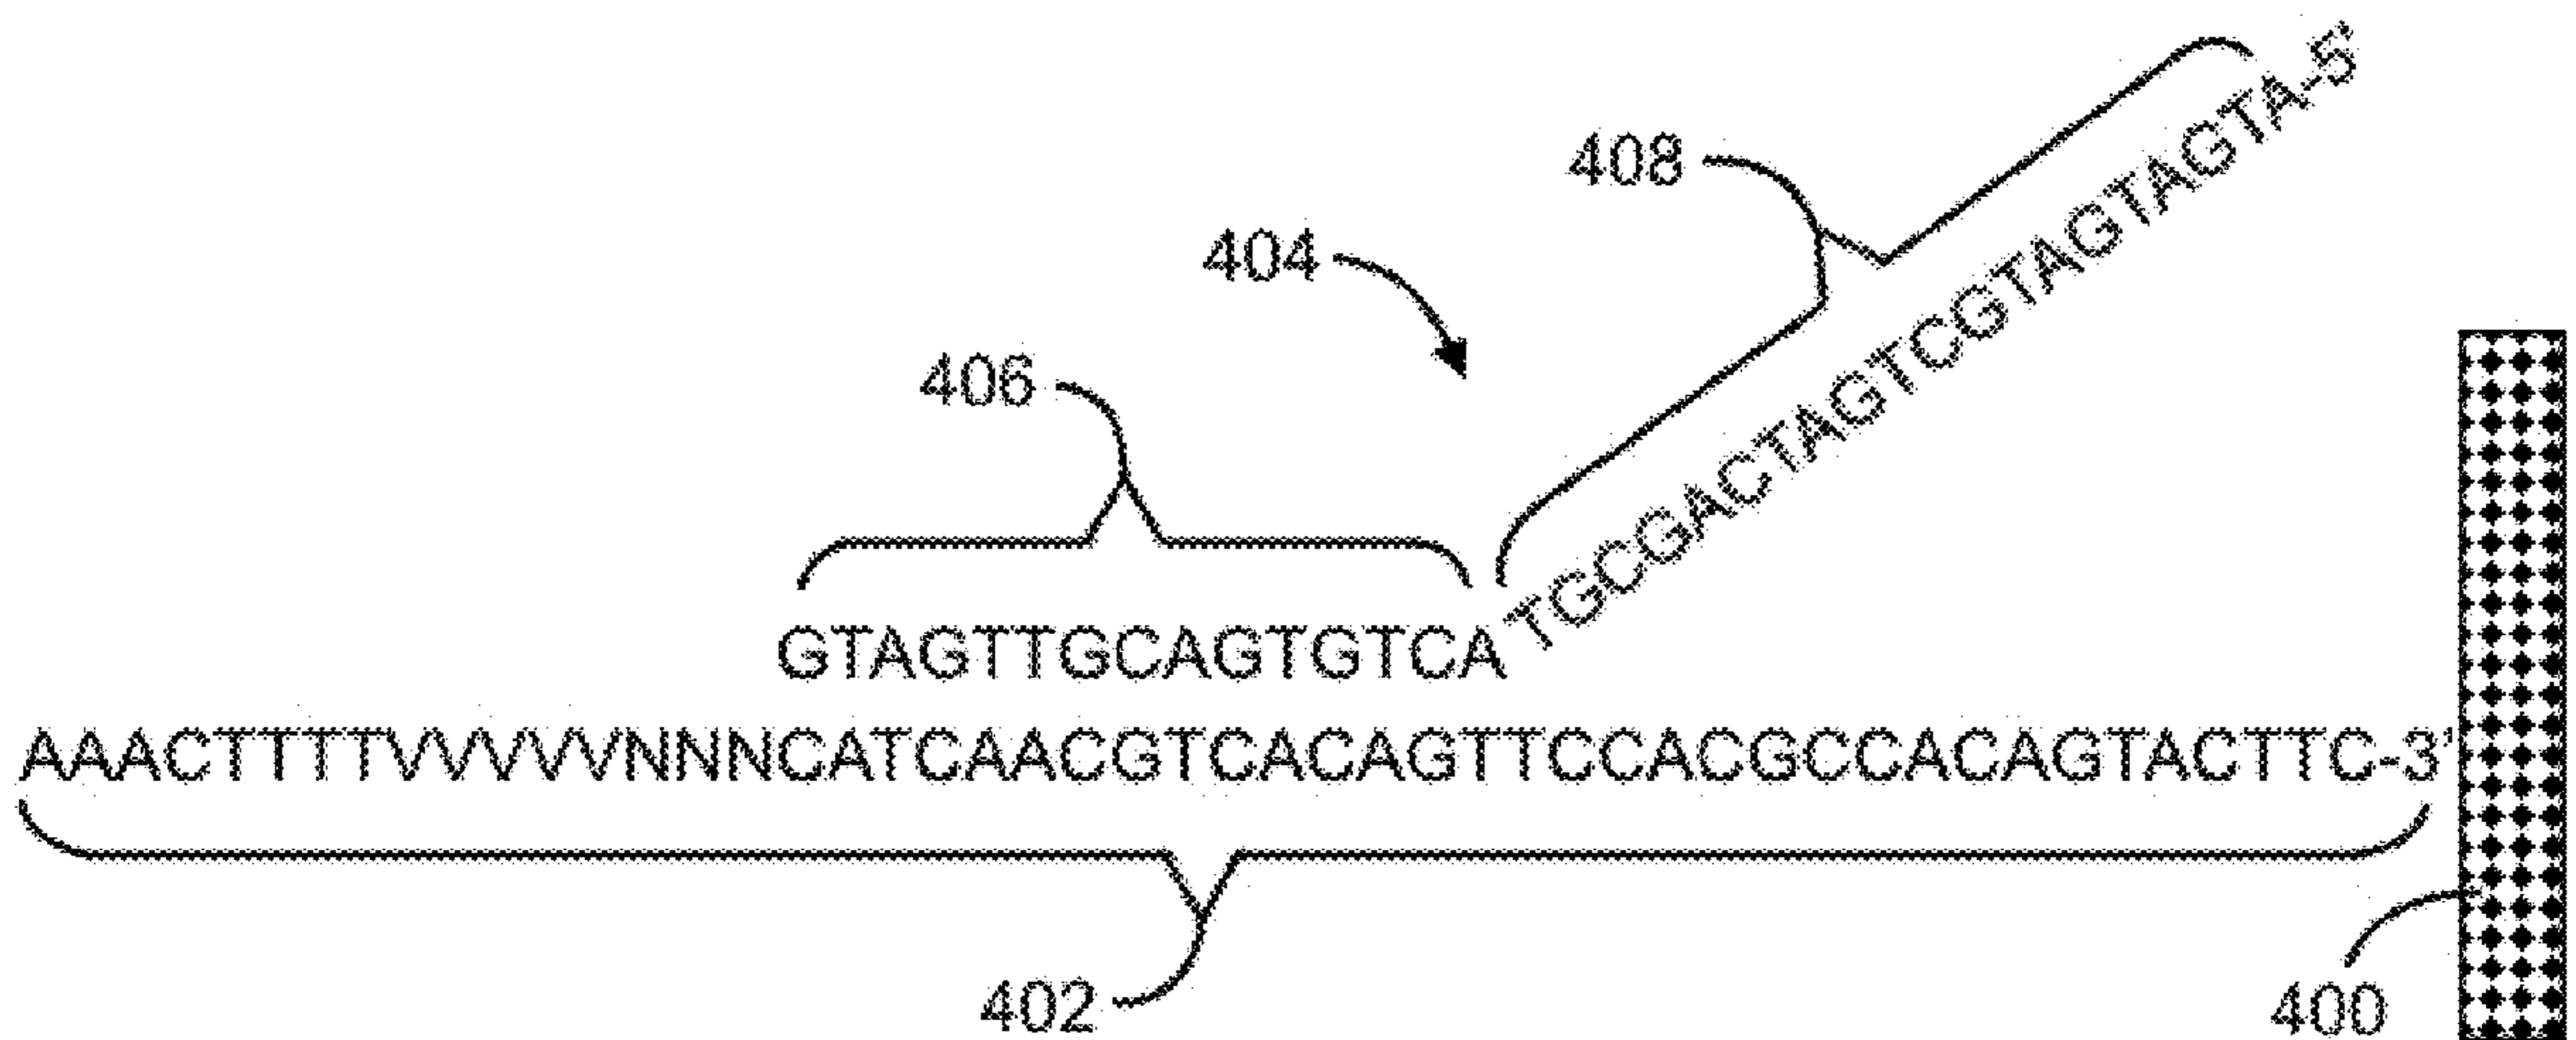 408
TGCGACTAGTCGTAGTAGTA-5'
404
406
GTAGTTGCAGTGTCA
AAACTTTTVVVVVNNNCATCAACGTCACAGTTCCACGCCACAGTACTTC-3'
402
400